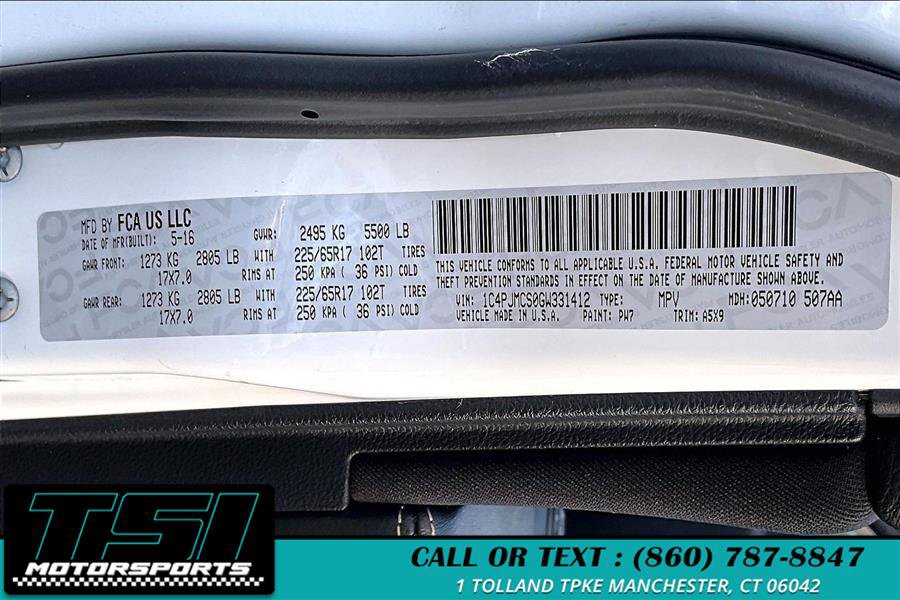 MFD BY FCA US LLC
DATE OF MFR(BUILT): 5-16 GVWR: 2495 KG 5500 LB
GAWR FRONT: 1273 KG 2805 LB WITH 225/65R17 102T TIRES
17X7.0 RIMS AT 250 KPA ( 36 PSI) COLD
GAWR REAR: 1273 KG 2805 LB WITH 225/65R17 102T TIRES
17X7.0 RIMS AT 250 KPA ( 36 PSI) COLD
THIS VEHICLE CONFORMS TO ALL APPLICABLE U.S.A. FEDERAL MOTOR VEHICLE SAFETY AND
THEFT PREVENTION STANDARDS IN EFFECT ON THE DATE OF MANUFACTURE SHOWN ABOVE.
VIN: 1C4PJMCS0GW331412 TYPE: MPV MDH:050710 507AA
VEHICLE MADE IN U.S.A. PAINT: PW7 TRIM: A5X9
TSI
MOTORSPORTS
CALL OR TEXT : (860) 787-8847
1 TOLLAND TPKE MANCHESTER, CT 06042